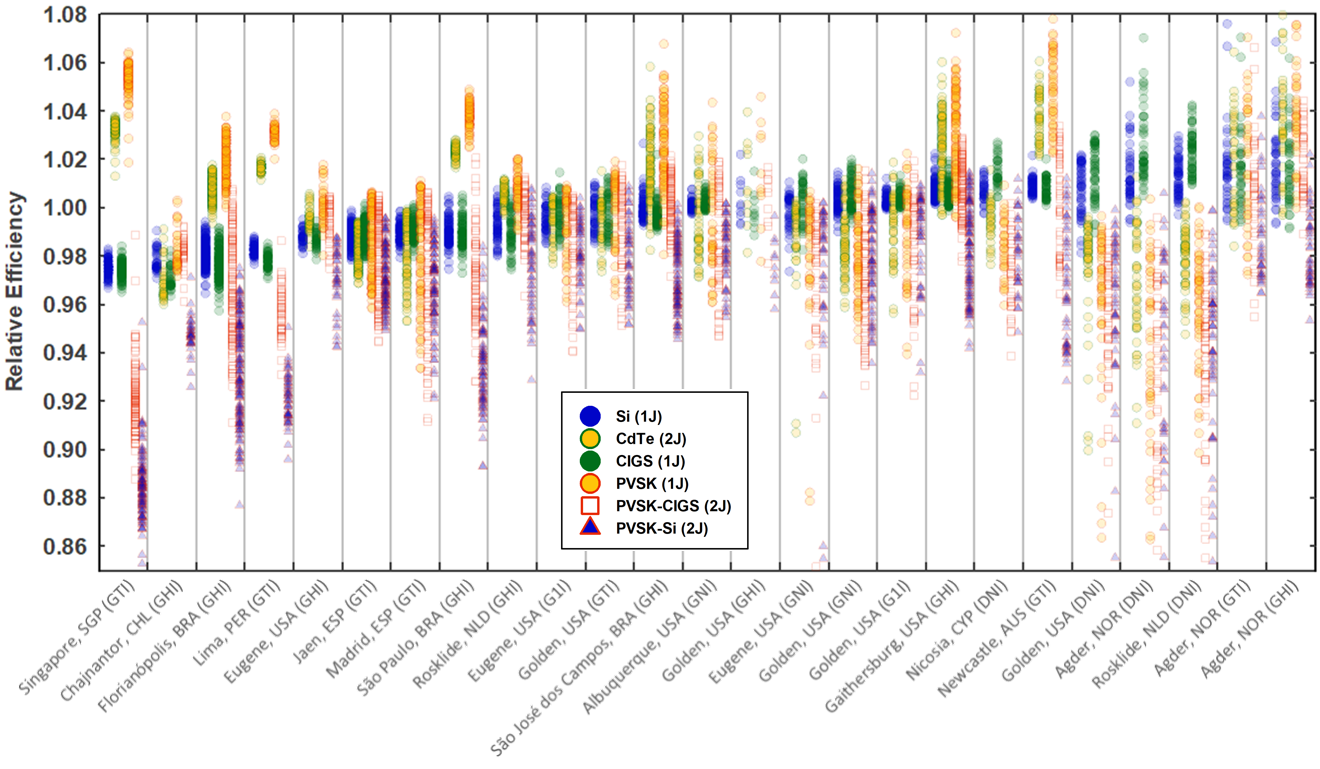 1.08
1.06
1.04
1.02
1.00
0.98
0.96
0.94
0.92
0.90
0.88
0.86
Relative Efficiency
Si (1J)
CdTe (2J)
CIGS (1J)
PVSK (1J)
PVSK-CIGS (2J)
PVSK-Si (2J)
Singapore, SGP (GTI)
Chajnantor, CHL (GHI)
Florianópolis, BRA (GHI)
Lima, PER (GTI)
Eugene, USA (GHI)
Jaen, ESP (GTI)
Madrid, ESP (GTI)
São Paulo, BRA (GHI)
Rosklide, NLD (GHI)
Eugene, USA (G1J)
Golden, USA (GTI)
São José dos Campos, BRA (GHI)
Albuquerque, USA (GNI)
Golden, USA (GHI)
Eugene, USA (GNI)
Golden, USA (GNI)
Golden, USA (G1J)
Gaithersburg, USA (GHI)
Nicosia, CYP (DNI)
Newcastle, AUS (GTI)
Golden, USA (DNI)
Agder, NOR (DNI)
Rosklide, NLD (DNI)
Agder, NOR (GTI)
Agder, NOR (GHI)